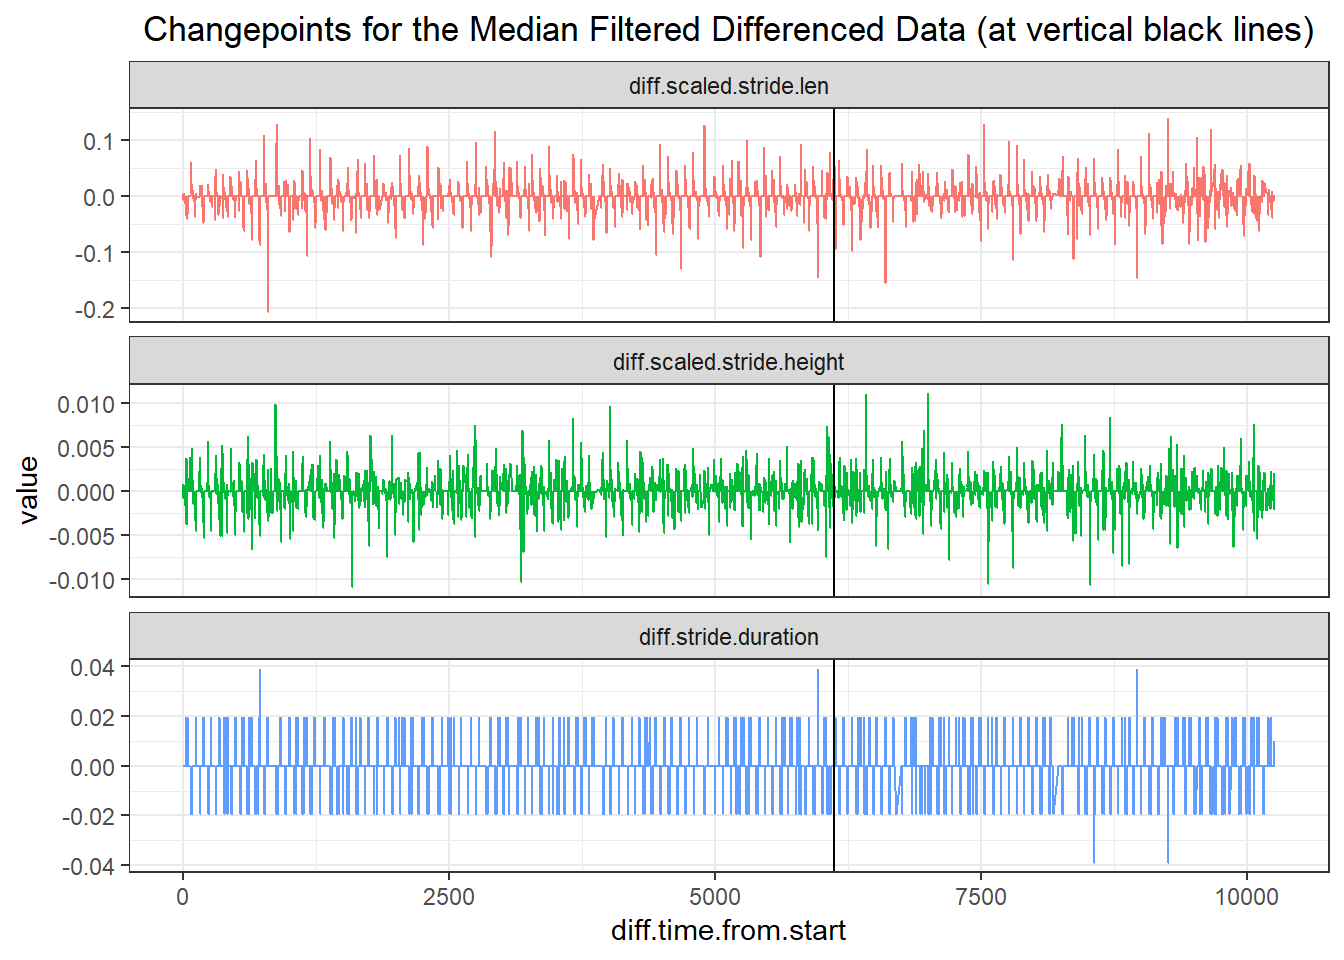 Changepoints for the Median Filtered Differenced Data (at vertical black lines)
diff.scaled.stride.len
0.1
0.0
-0.1
-0.2
diff.scaled.stride.height
0.010
0.005
0.000
-0.005
-0.010
value
diff.stride.duration
0.04
0.02
0.00
-0.02
-0.04
0 2500 5000 7500 10000
diff.time.from.start